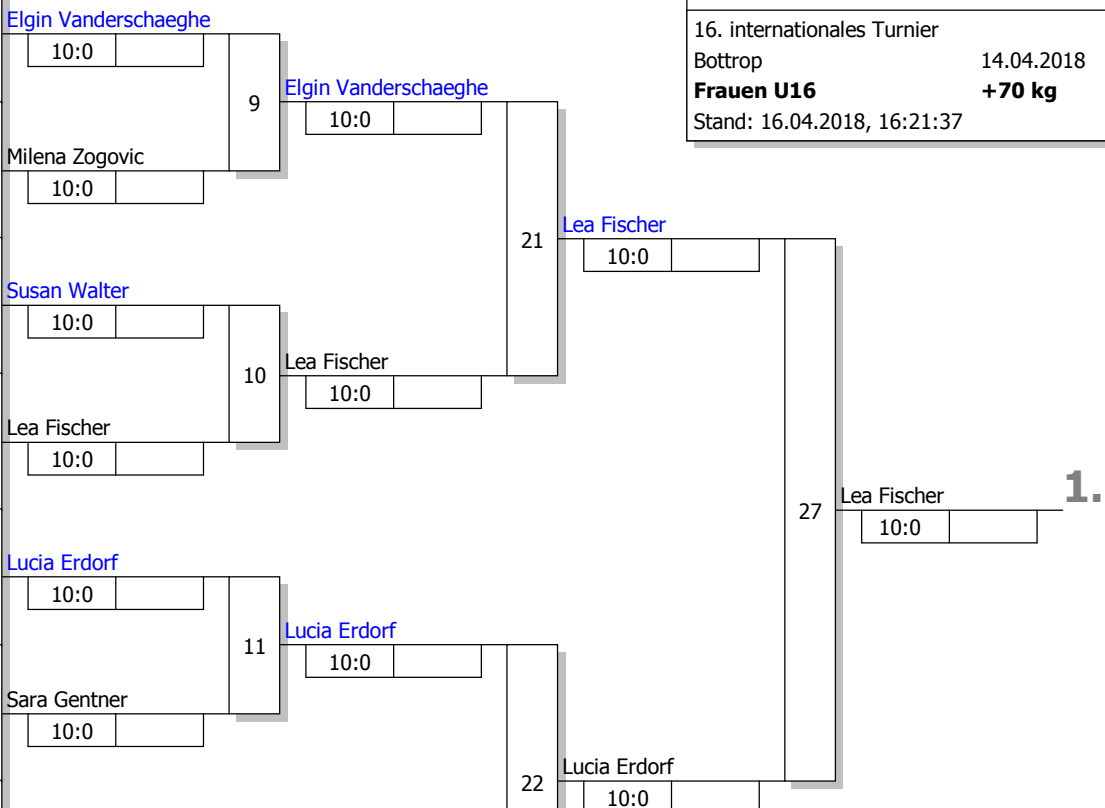 16. internationales Turnier
Bottrop 14.04.2018
Frauen U16 +70 kg
Stand: 16.04.2018, 16:21:37
Elgin Vanderschaeghe
10:0
9
Elgin Vanderschaeghe
10:0
Milena Zogovic
10:0
21
Lea Fischer
10:0
Susan Walter
10:0
10
Lea Fischer
10:0
Lea Fischer
10:0
27
Lea Fischer
1.
10:0
Lucia Erdorf
10:0
11
Lucia Erdorf
10:0
Sara Gentner
10:0
22
Lucia Erdorf
10:0